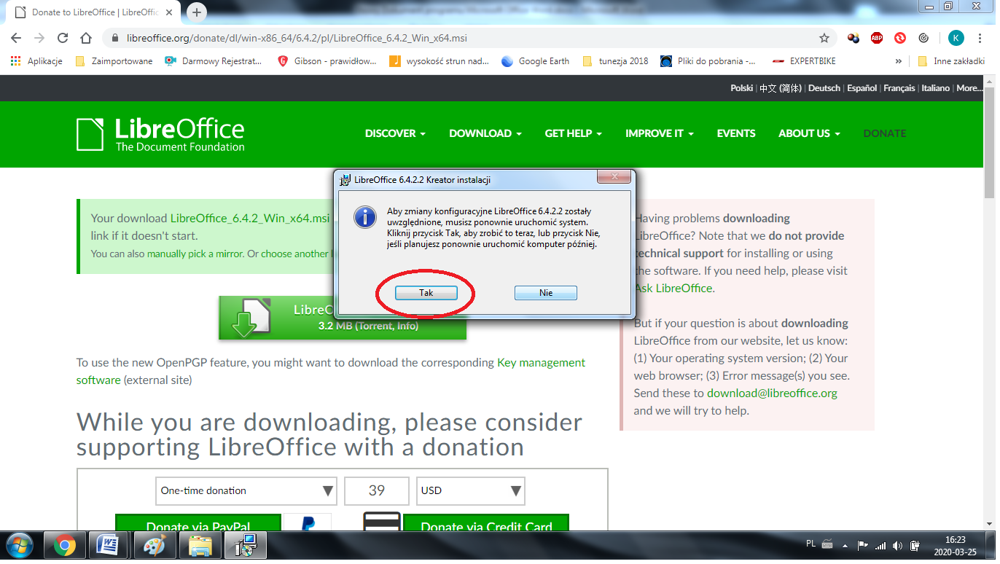 Donate to LibreOffice | LibreOffic
libreoffice.org/donate/dl/win-x86_64/6.4.2/pl/LibreOffice_6.4.2_Win_x64.msi
ABP
K
Aplikacje
Zaimportowane
Darmowy Rejestrat...
Gibson - prawidłow...
wysokość strun nad...
Google Earth
tunezja 2018
Pliki do pobrania -...
EXPERTBIKE
»
Inne zakładki
Polski | 中文 (简体) | Deutsch | Español | Français | Italiano | More...
LibreOffice
The Document Foundation
DISCOVER
DOWNLOAD
GET HELP
IMPROVE IT
EVENTS
ABOUT US
DONATE
LibreOffice 6.4.2.2 Kreator instalacji
Aby zmiany konfiguracyjne LibreOffice 6.4.2.2 zostały
uwzględnione, musisz ponownie uruchomić system.
Kliknij przycisk Tak, aby zrobić to teraz, lub przycisk Nie,
jeśli planujesz ponownie uruchomić komputer później.
Tak
Nie
Your download LibreOffice_6.4.2_Win_x64.msi
link if it doesn't start.
You can also manually pick a mirror. Or choose another
LibreO
3.2 MB (Torrent, Info)
To use the new OpenPGP feature, you might want to download the corresponding Key management
software (external site)
While you are downloading, please consider
supporting LibreOffice with a donation
One-time donation
39
USD
Donate via PayPal
Donate via Credit Card
Having problems downloading
LibreOffice? Note that we do not provide
technical support for installing or using
the software. If you need help, please visit
Ask LibreOffice.
But if your question is about downloading
LibreOffice from our website, let us know:
(1) Your operating system version; (2) Your
web browser; (3) Error message(s) you see.
Send these to download@libreoffice.org
and we will try to help.
PL
16:23
2020-03-25